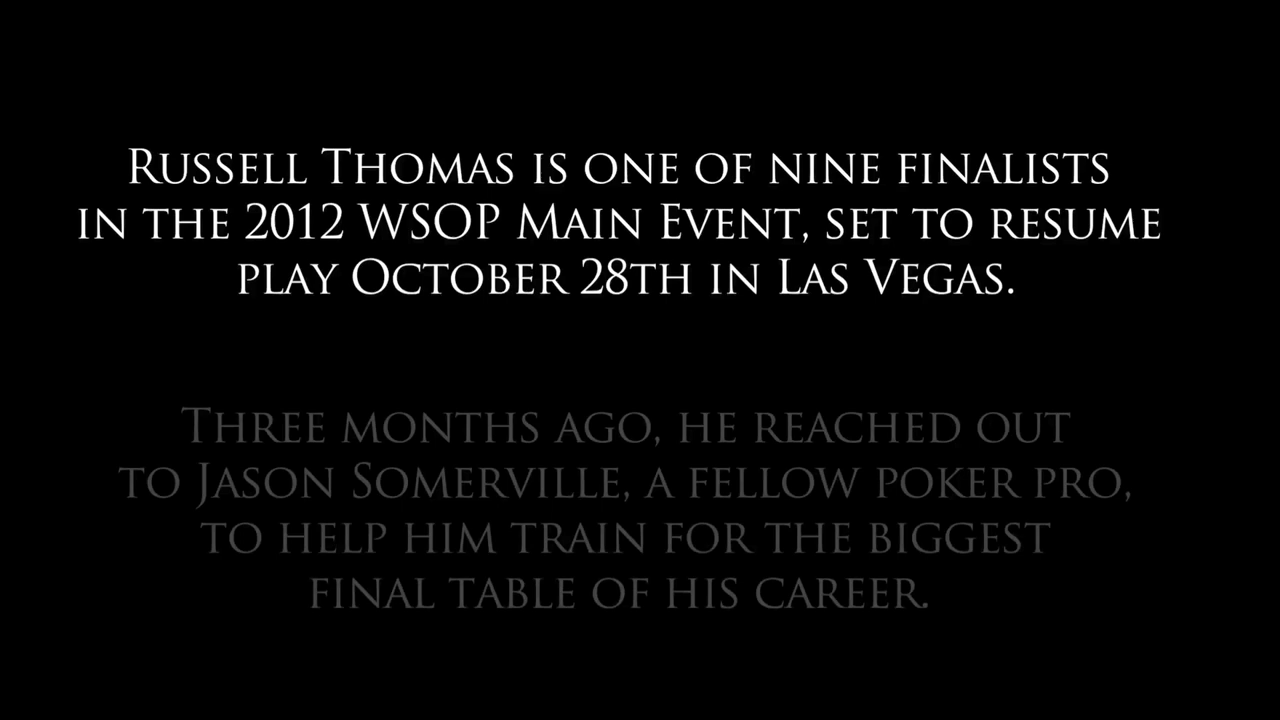 Russell Thomas is one of nine finalists
in the 2012 WSOP Main Event, set to resume
play October 28th in Las Vegas.
Three months ago, he reached out
to Jason Somerville, a fellow poker pro,
to help him train for the biggest
final table of his career.